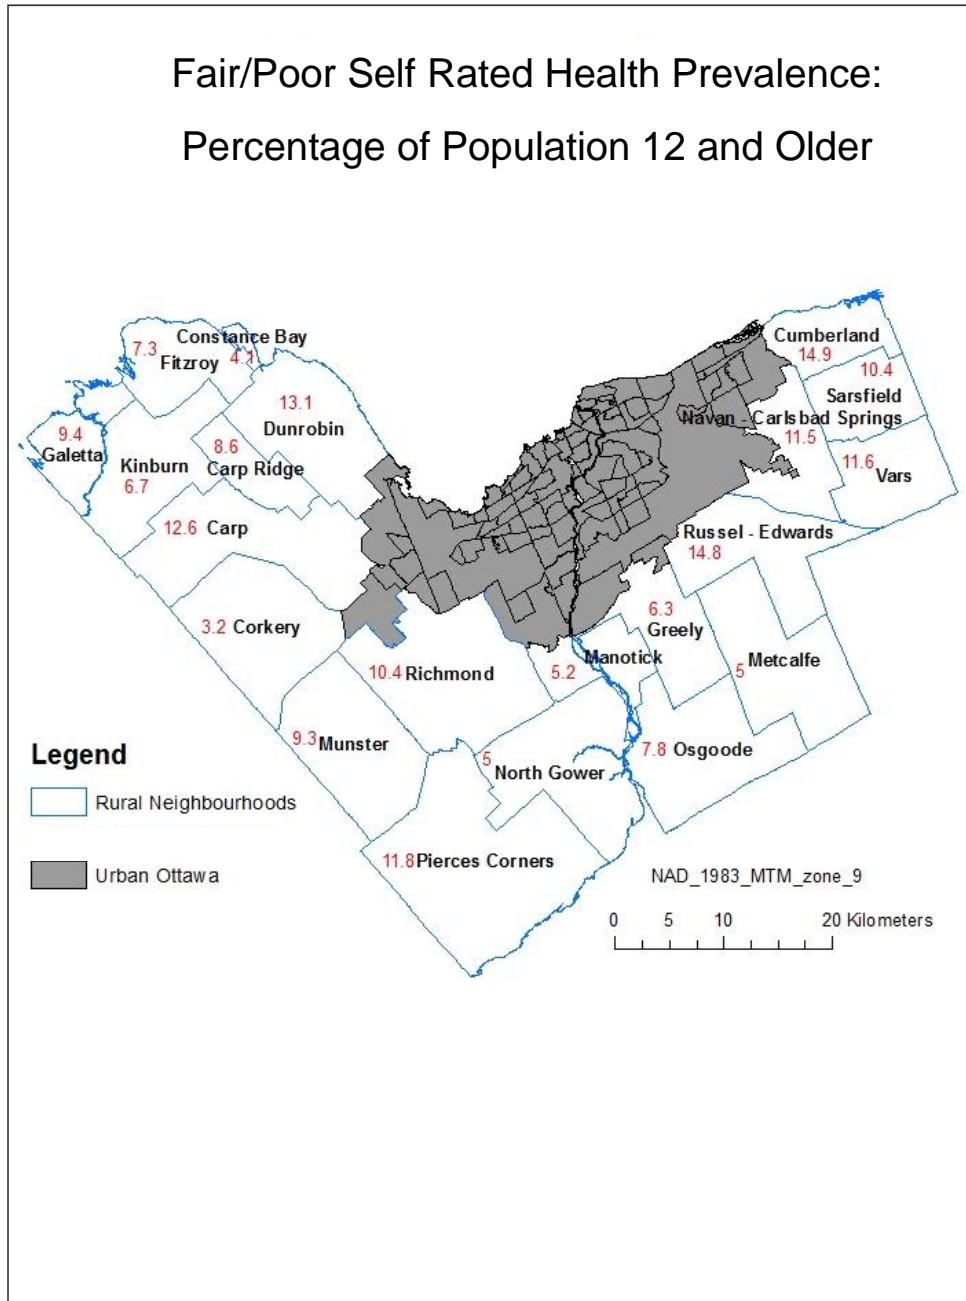 Fair/Poor Self Rated Health Prevalence:
Percentage of Population 12 and Older
Constance Bay
4.1
7.3
Fitzroy
Cumberland
14.9
10.4
Sarsfield
13.1
Dunrobin
9.4
Galetta
8.6
Carp Ridge
Kinburn
6.7
Navan - Carlsbad Springs
11.5
11.6 Vars
12.6 Carp
Russel - Edwards
14.8
3.2 Corkery
6.3
Greely
10.4 Richmond
5.2 Manotick
5 Metcalfe
9.3 Munster
5
North Gower
7.8 Osgoode
11.8 Pierces Corners
Legend
Rural Neighbourhoods
Urban Ottawa
NAD_1983_MTM_zone_9
0 5 10 20 Kilometers